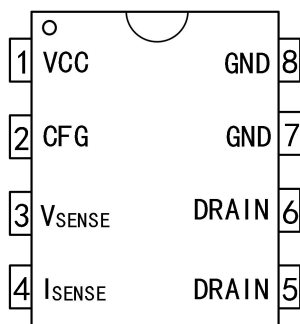 1 VCC GND 8
2 CFG GND 7
3 VSENSE DRAIN 6
4 ISENSE DRAIN 5